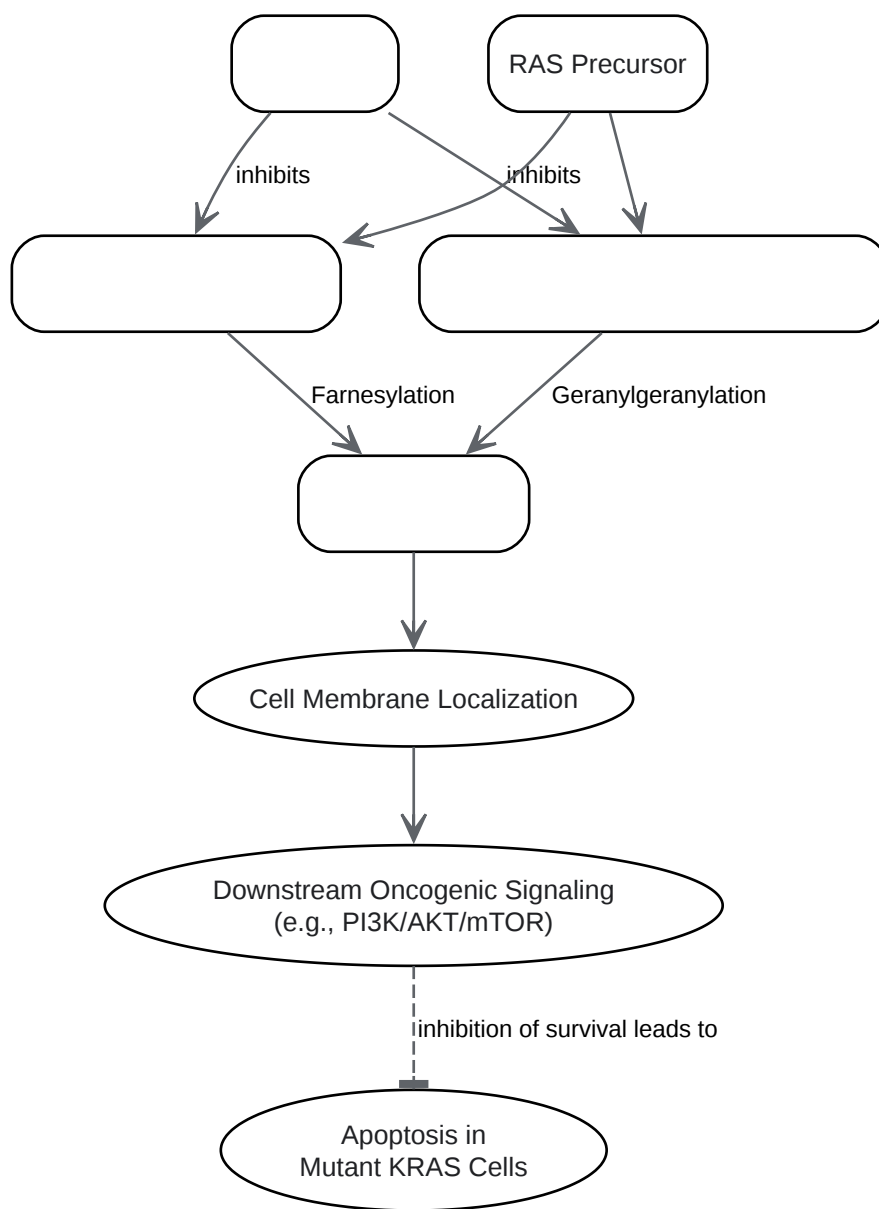 RAS Precursor
inhibits
inhibits
Farnesylation
Geranylgeranylation
Cell Membrane Localization
Downstream Oncogenic Signaling
(e.g., PI3K/AKT/mTOR)
inhibition of survival leads to
Apoptosis in
Mutant KRAS Cells